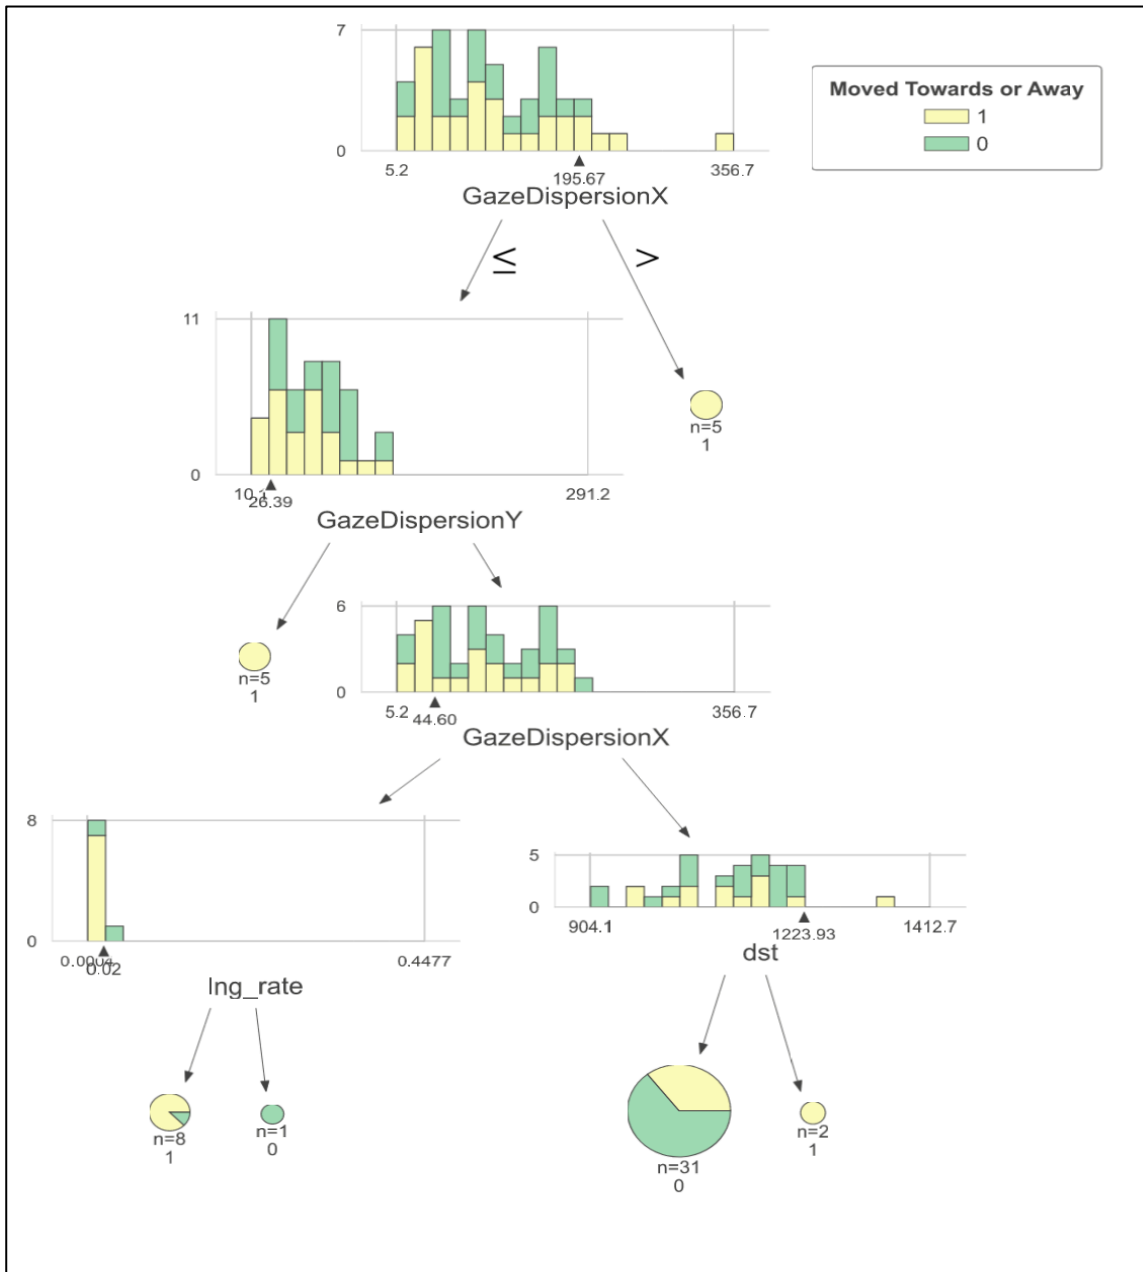 7
0
5.2
195.67
356.7
GazeDispersionX
Moved Towards or Away
1
0
≤
>
11
0
10.1
26.39
291.2
GazeDispersionY
n=5
1
6
0
5.2
44.60
356.7
GazeDispersionX
n=5
1
8
0
0.0004
0.02
0.4477
lng_rate
5
0
904.1
1223.93
1412.7
dst
n=8
1
n=1
0
n=31
0
n=2
1